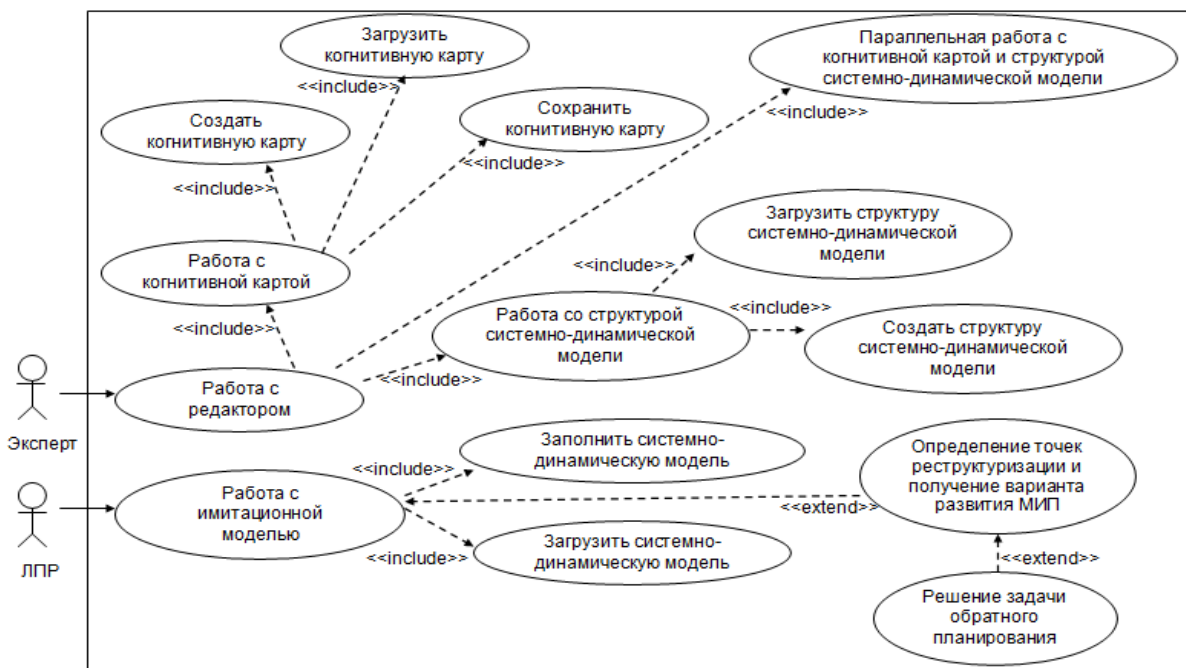 Загрузить
когнитивную карту
<<include>>
Параллельная работа с
когнитивной картой и структурой
системно-динамической модели
<<include>>
Создать
когнитивную карту
<<include>>
Сохранить
когнитивную карту
<<include>>
Загрузить структуру
системно-динамической
модели
<<include>>
Работа с
когнитивной картой
<<include>>
Работа со структурой
системно-динамической
модели
<<include>>
Создать структуру
системно-динамической
модели
<<include>>
Эксперт
Работа с
редактором
Заполнить системно-
динамическую модель
<<include>>
Определение точек
реструктуризации и
получение варианта
развития МИП
<<extend>>
ЛПР
Работа с
имитационной
моделью
<<include>>
Загрузить системно-
динамическую модель
<<extend>>
Решение задачи
обратного
планирования